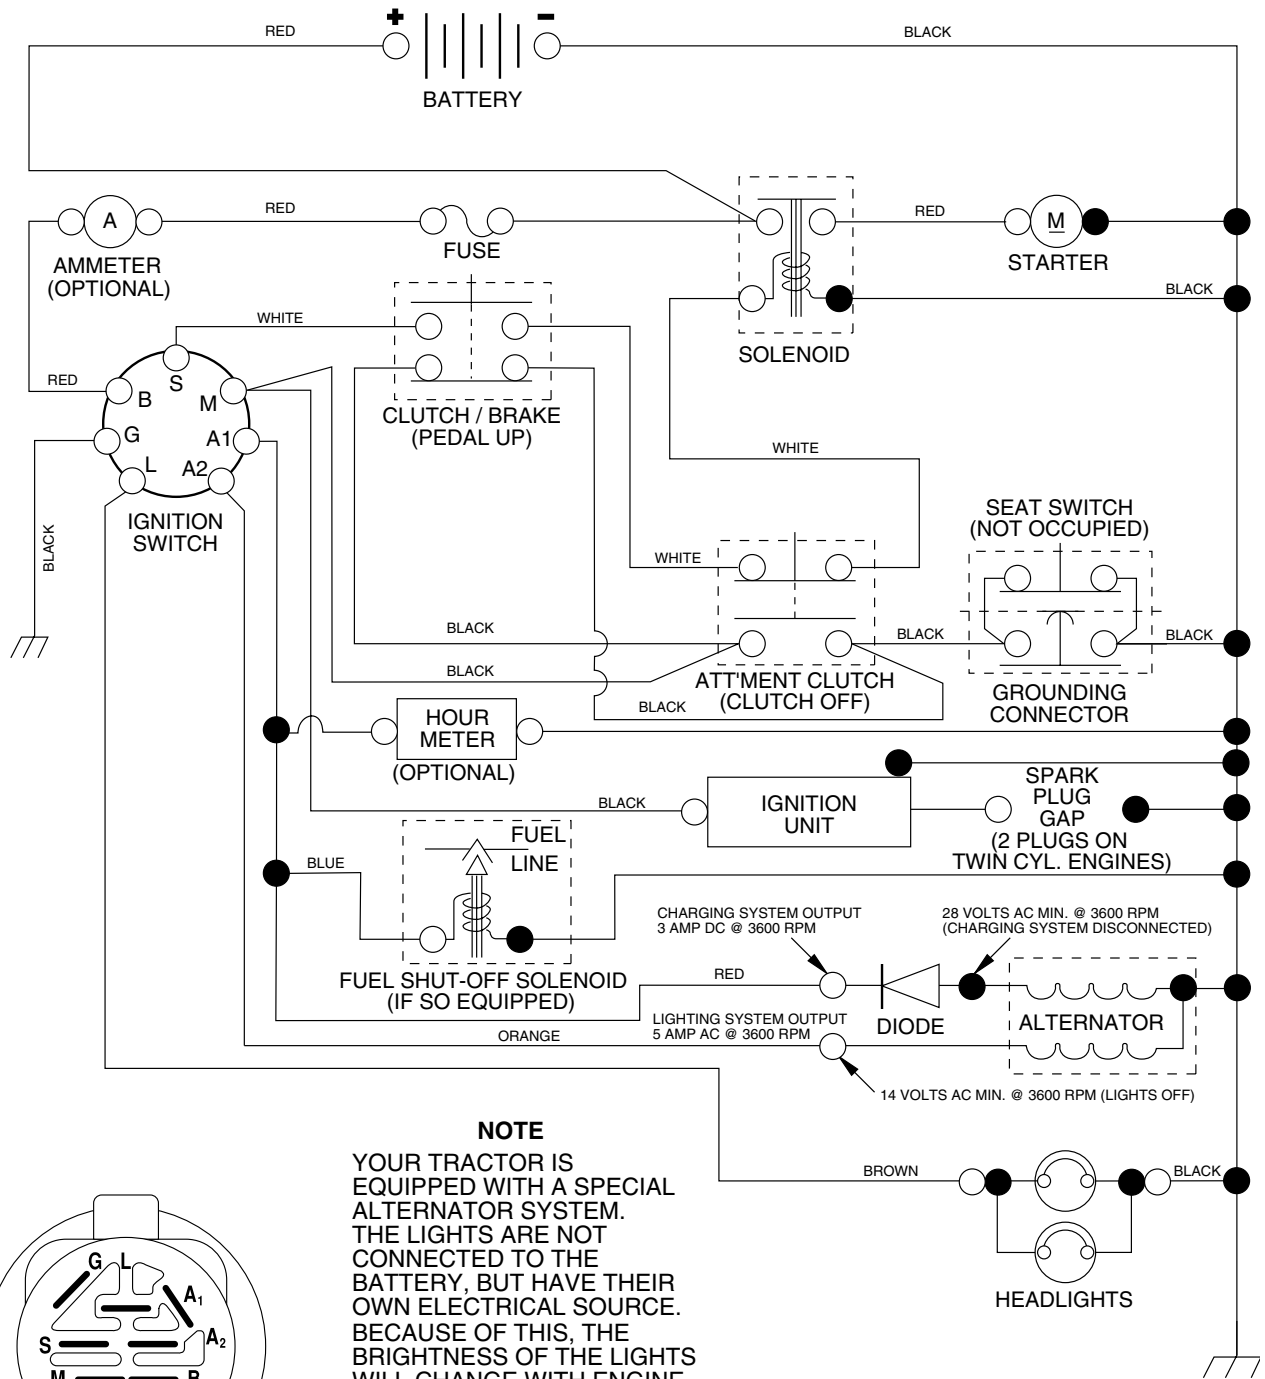 +
-
RED
BLACK
BATTERY
A
RED
FUSE
RED
M
STARTER
AMMETER
(OPTIONAL)
BLACK
WHITE
SOLENOID
RED
S
B
M
CLUTCH / BRAKE
(PEDAL UP)
G
A1
L
A2
WHITE
IGNITION
SWITCH
BLACK
SEAT SWITCH
(NOT OCCUPIED)
WHITE
BLACK
BLACK
BLACK
BLACK
ATT'MENT CLUTCH
(CLUTCH OFF)
GROUNDING
CONNECTOR
BLACK
HOUR
METER
(OPTIONAL)
BLACK
IGNITION
UNIT
SPARK
PLUG
GAP
(2 PLUGS ON
TWIN CYL. ENGINES)
FUEL
LINE
BLUE
FUEL SHUT-OFF SOLENOID
(IF SO EQUIPPED)
CHARGING SYSTEM OUTPUT
3 AMP DC @ 3600 RPM
28 VOLTS AC MIN. @ 3600 RPM
(CHARGING SYSTEM DISCONNECTED)
RED
DIODE
ALTERNATOR
LIGHTING SYSTEM OUTPUT
5 AMP AC @ 3600 RPM
ORANGE
14 VOLTS AC MIN. @ 3600 RPM (LIGHTS OFF)
BROWN
BLACK
HEADLIGHTS
NOTE
YOUR TRACTOR IS
EQUIPPED WITH A SPECIAL
ALTERNATOR SYSTEM.
THE LIGHTS ARE NOT
CONNECTED TO THE
BATTERY, BUT HAVE THEIR
OWN ELECTRICAL SOURCE.
BECAUSE OF THIS, THE
BRIGHTNESS OF THE LIGHTS
WILL CHANGE WITH ENGINE
G
L
A1
A2
S
M
B